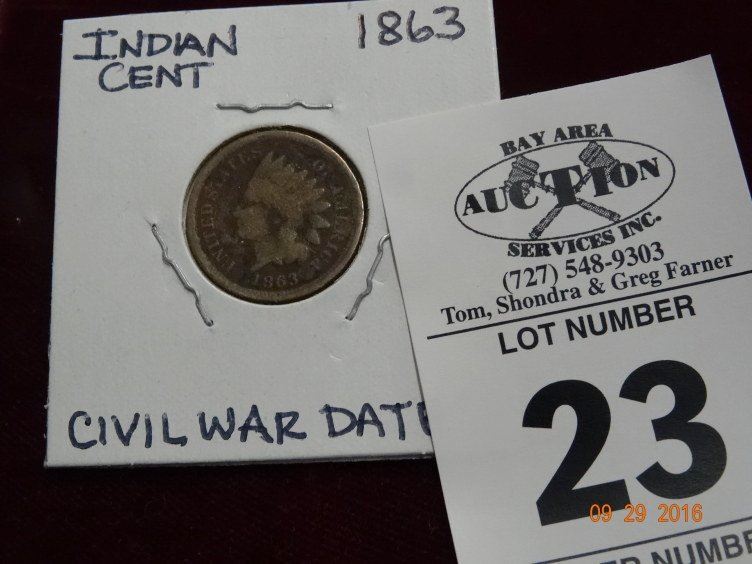 INDIAN 1863
CENT
UNITED STATES OF AMERICA
1863
CIVIL WAR
BAY AREA
AUCTION
SERVICES INC.
(727) 548-9303
Tom, Shondra & Greg Farner
LOT NUMBER
23
09 29 2016